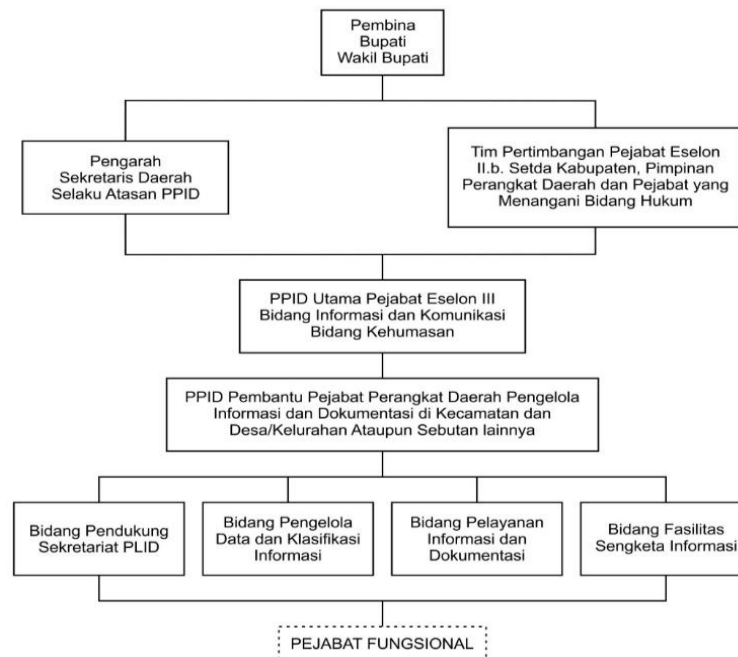 Pembina
Bupati
Wakil Bupati
Pengarah
Sekretaris Daerah
Selaku Atasan PPID
Tim Pertimbangan Pejabat Eselon
II.b. Setda Kabupaten, Pimpinan
Perangkat Daerah dan Pejabat yang
Menangani Bidang Hukum
PPID Utama Pejabat Eselon III
Bidang Informasi dan Komunikasi
Bidang Kehumasan
PPID Pembantu Pejabat Perangkat Daerah Pengelola
Informasi dan Dokumentasi di Kecamatan dan
Desa/Kelurahan Ataupun Sebutan lainnya
Bidang Pendukung
Sekretariat PLID
Bidang Pengelola
Data dan Klasifikasi
Informasi
Bidang Pelayanan
Informasi dan
Dokumentasi
Bidang Fasilitas
Sengketa Informasi
PEJABAT FUNGSIONAL